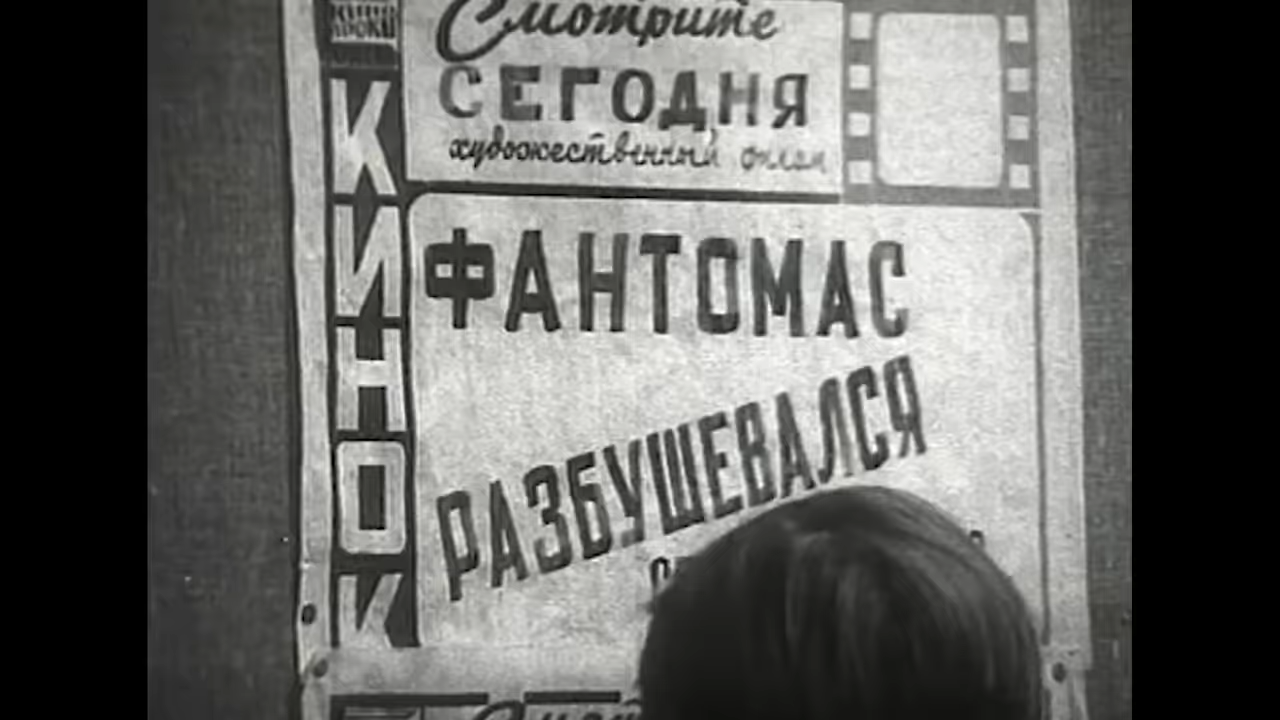 Смотрите
СЕГОДНЯ
художественный фильм
КИНО
ФАНТОМАС
РАЗБУШЕВАЛСЯ